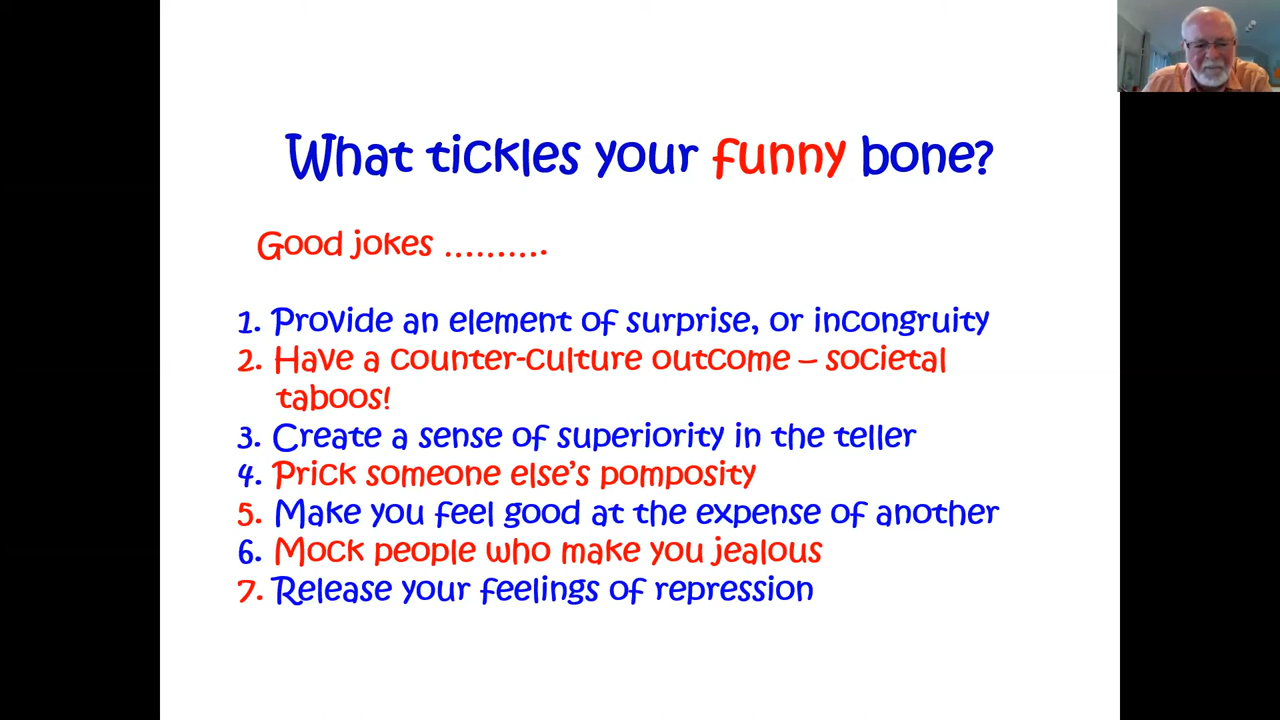 What tickles your funny bone?
Good jokes ..........
1. Provide an element of surprise, or incongruity
2. Have a counter-culture outcome – societal
taboos!
3. Create a sense of superiority in the teller
4. Prick someone else's pomposity
5. Make you feel good at the expense of another
6. Mock people who make you jealous
7. Release your feelings of repression